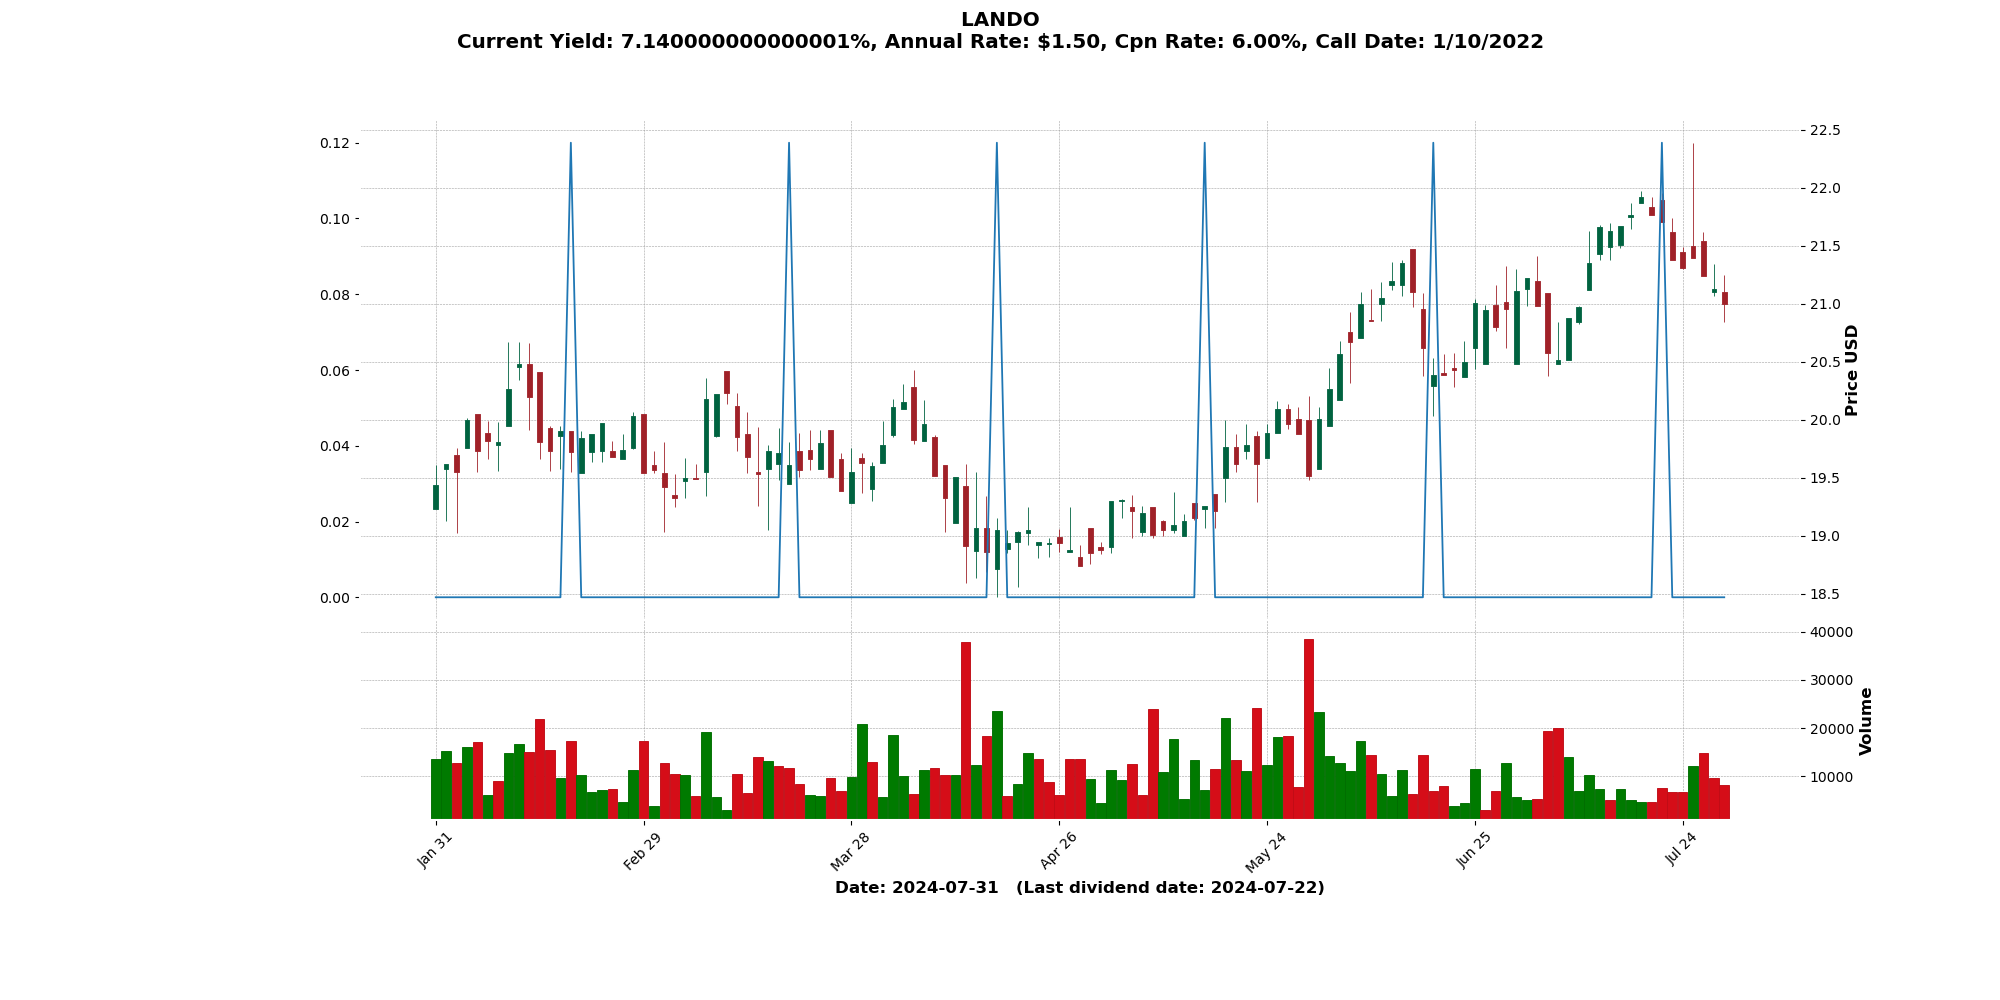 LANDO
Current Yield: 7.140000000000001%, Annual Rate: $1.50, Cpn Rate: 6.00%, Call Date: 1/10/2022
0.12
0.10
0.08
0.06
0.04
0.02
0.00
22.5
22.0
21.5
21.0
20.5
20.0
19.5
19.0
18.5
Price USD
40000
30000
20000
10000
Volume
Jan 31
Feb 29
Mar 28
Apr 26
May 24
Jun 25
Jul 24
Date: 2024-07-31 (Last dividend date: 2024-07-22)